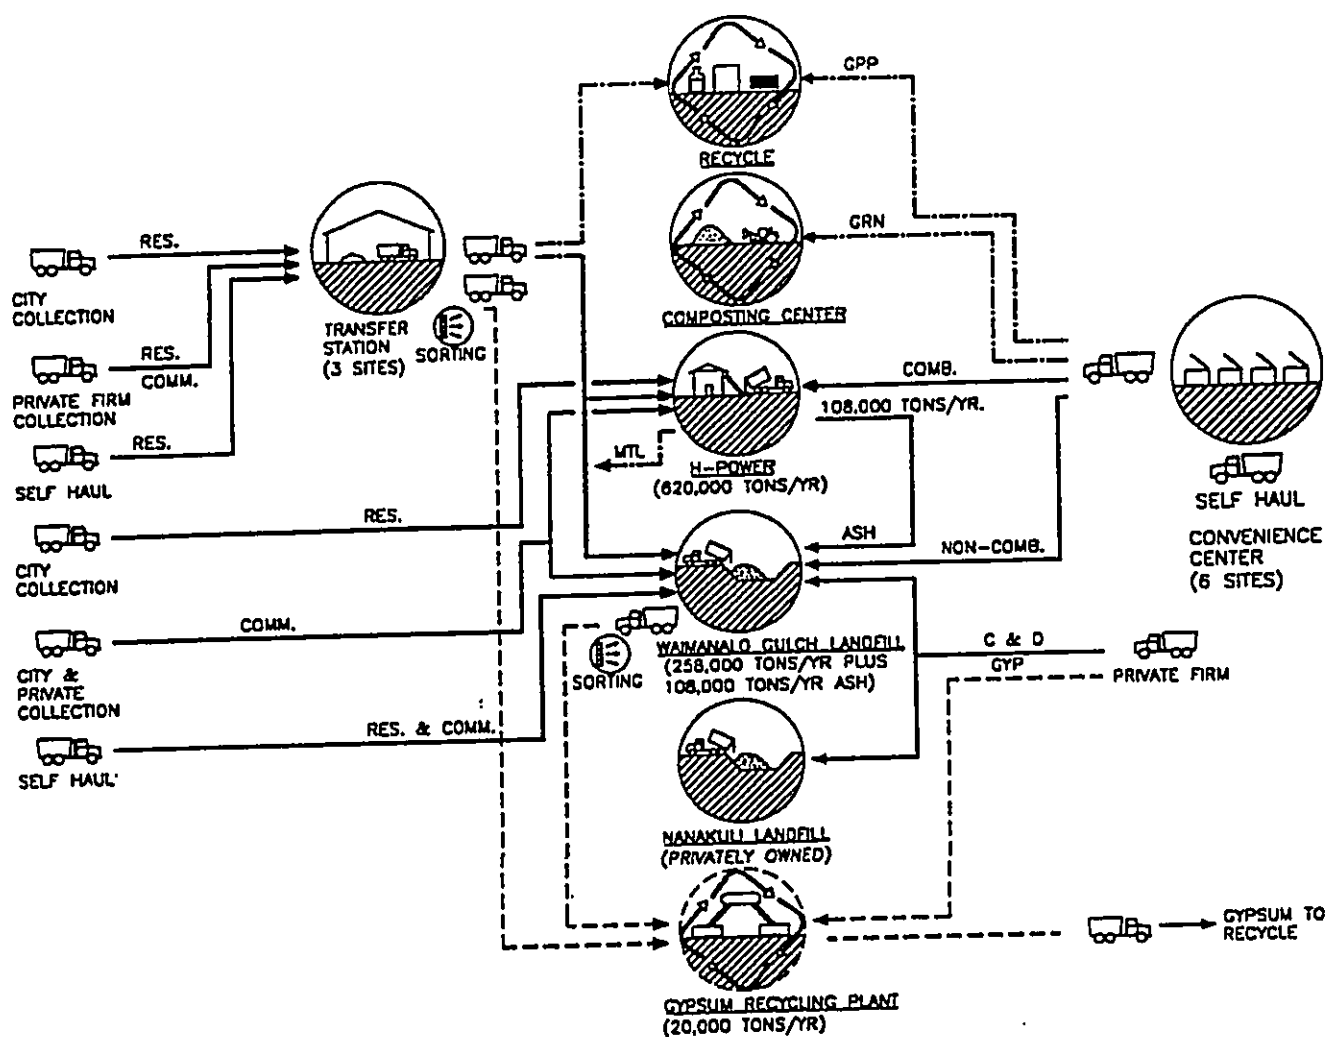 GPP
RECYCLE
GRN
COMPOSTING CENTER
RES.
CITY
COLLECTION
RES.
COMM.
PRIVATE FIRM
COLLECTION
RES.
SELF HAUL
TRANSFER
STATION
(3 SITES)
SORTING
COMB.
108,000 TONS/YR.
MTL
H-POWER
(620,000 TONS/YR)
SELF HAUL
CONVENIENCE
CENTER
(6 SITES)
RES.
CITY
COLLECTION
ASH
NON-COMB.
COMM.
CITY &
PRIVATE
COLLECTION
SORTING
WAIMANALO GULCH LANDFILL
(258,000 TONS/YR PLUS
108,000 TONS/YR ASH)
C & D
GYP
PRIVATE FIRM
RES. & COMM.
SELF HAUL
NANAKULI LANDFILL
(PRIVATELY OWNED)
GYPSUM TO
RECYCLE
GYPSUM RECYCLING PLANT
(20,000 TONS/YR)